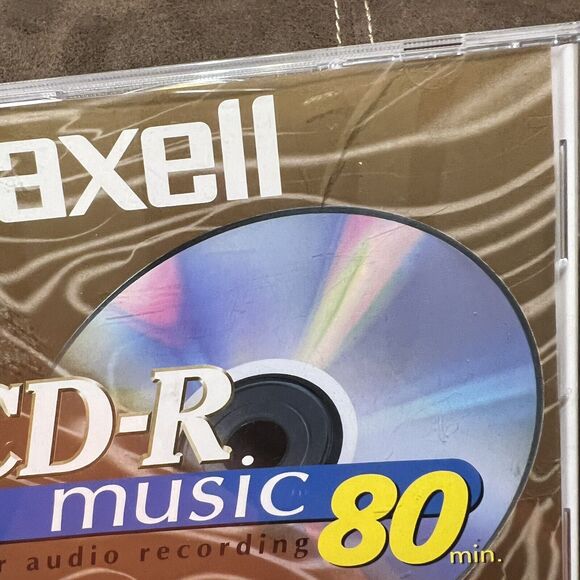 axell
CD-R
music 80 min.
r audio recording